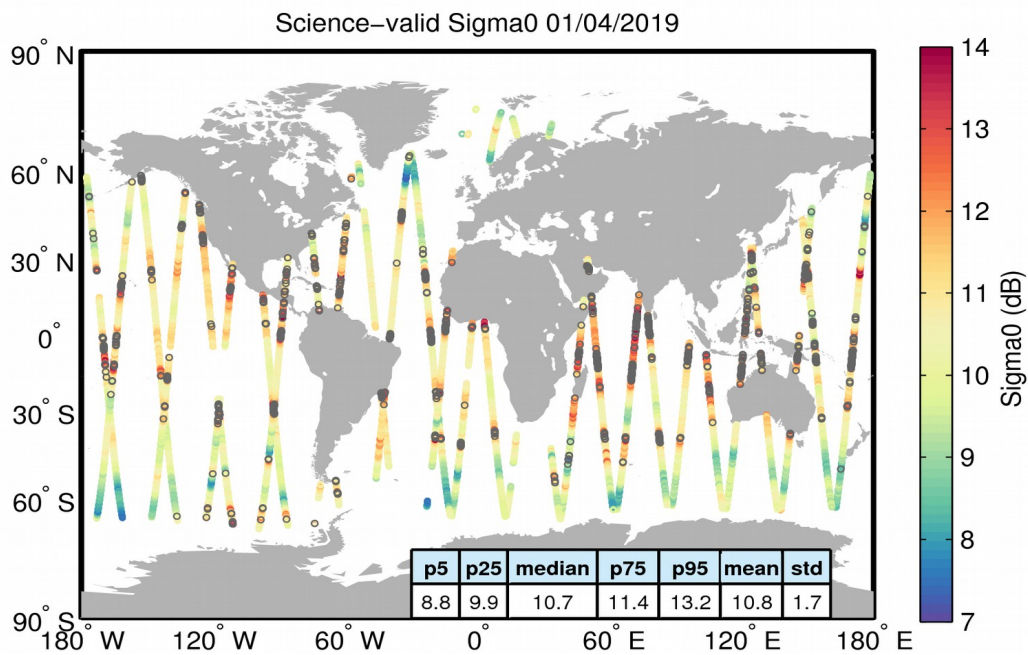 Science−valid Sigma0 01/04/2019
90° N
60° N
30° N
0°
30° S
60° S
90° S
180° W
120° W
60° W
0°
60° E
120° E
180° E
p5 p25 median p75 p95 mean std
8.8 9.9 10.7 11.4 13.2 10.8 1.7
14
13
12
11
10
9
8
7
Sigma0 (dB)